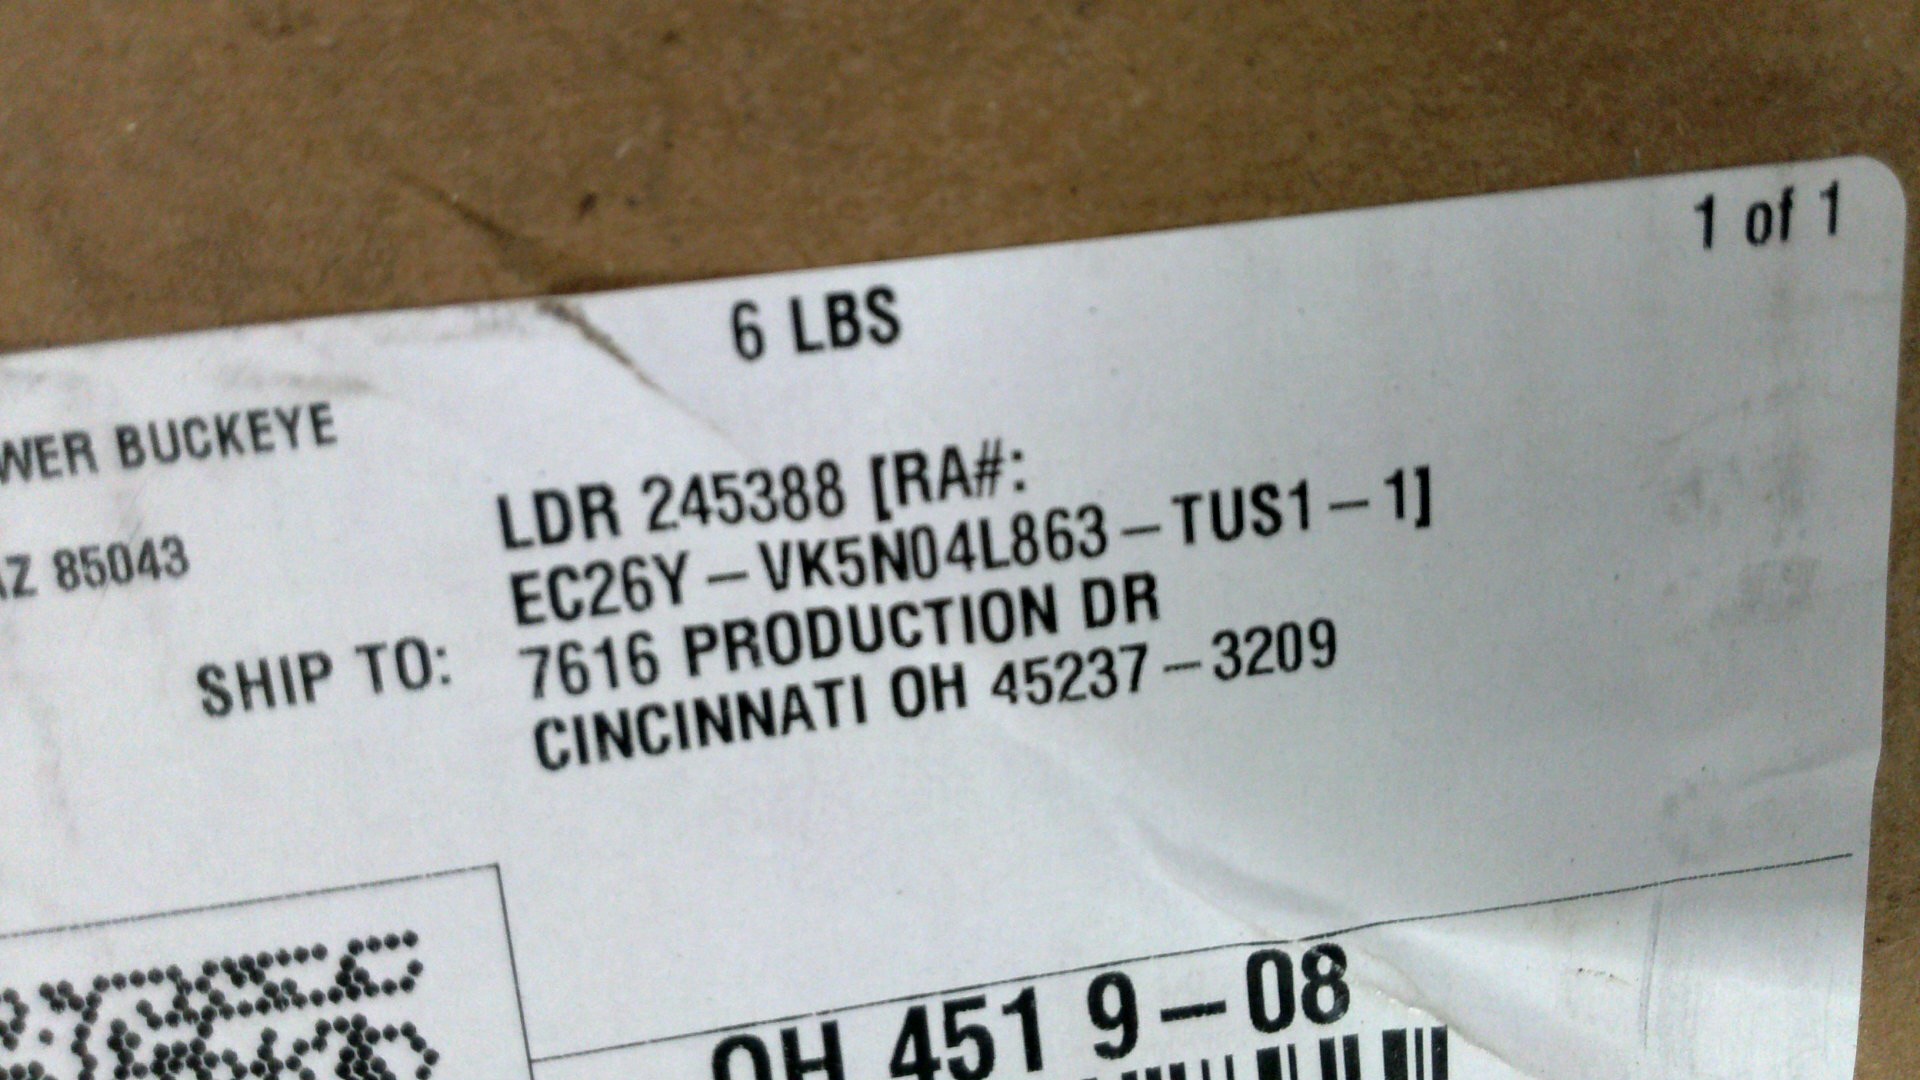 1 of 1
6 LBS
WER BUCKEYE
AZ 85043
LDR 245388 [RA#:
EC26Y-VK5N04L863-TUS1-1]
SHIP TO: 7616 PRODUCTION DR
CINCINNATI OH 45237-3209
OH 451 9-08